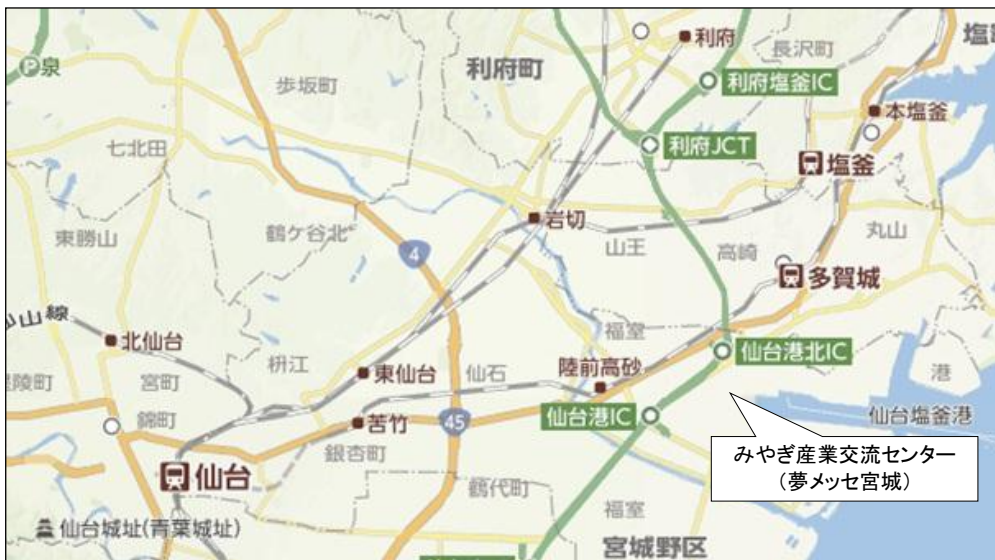 利府
長沢町
P泉
歩坂町
利府町
利府塩釜IC
本塩釜
七北田
利府JCT
塩釜
岩切
丸山
東勝山
鶴ケ谷北
4
山王
高崎
多賀城
山線
北仙台
福室
仙台港北IC
枡江
東仙台
仙石
陸前高砂
港
宮町
錦町
苦竹
45
仙台港IC
仙台塩釜港
銀杏町
みやぎ産業交流センター
（夢メッセ宮城）
仙台
鶴代町
福室
仙台城址(青葉城址)
宮城野区